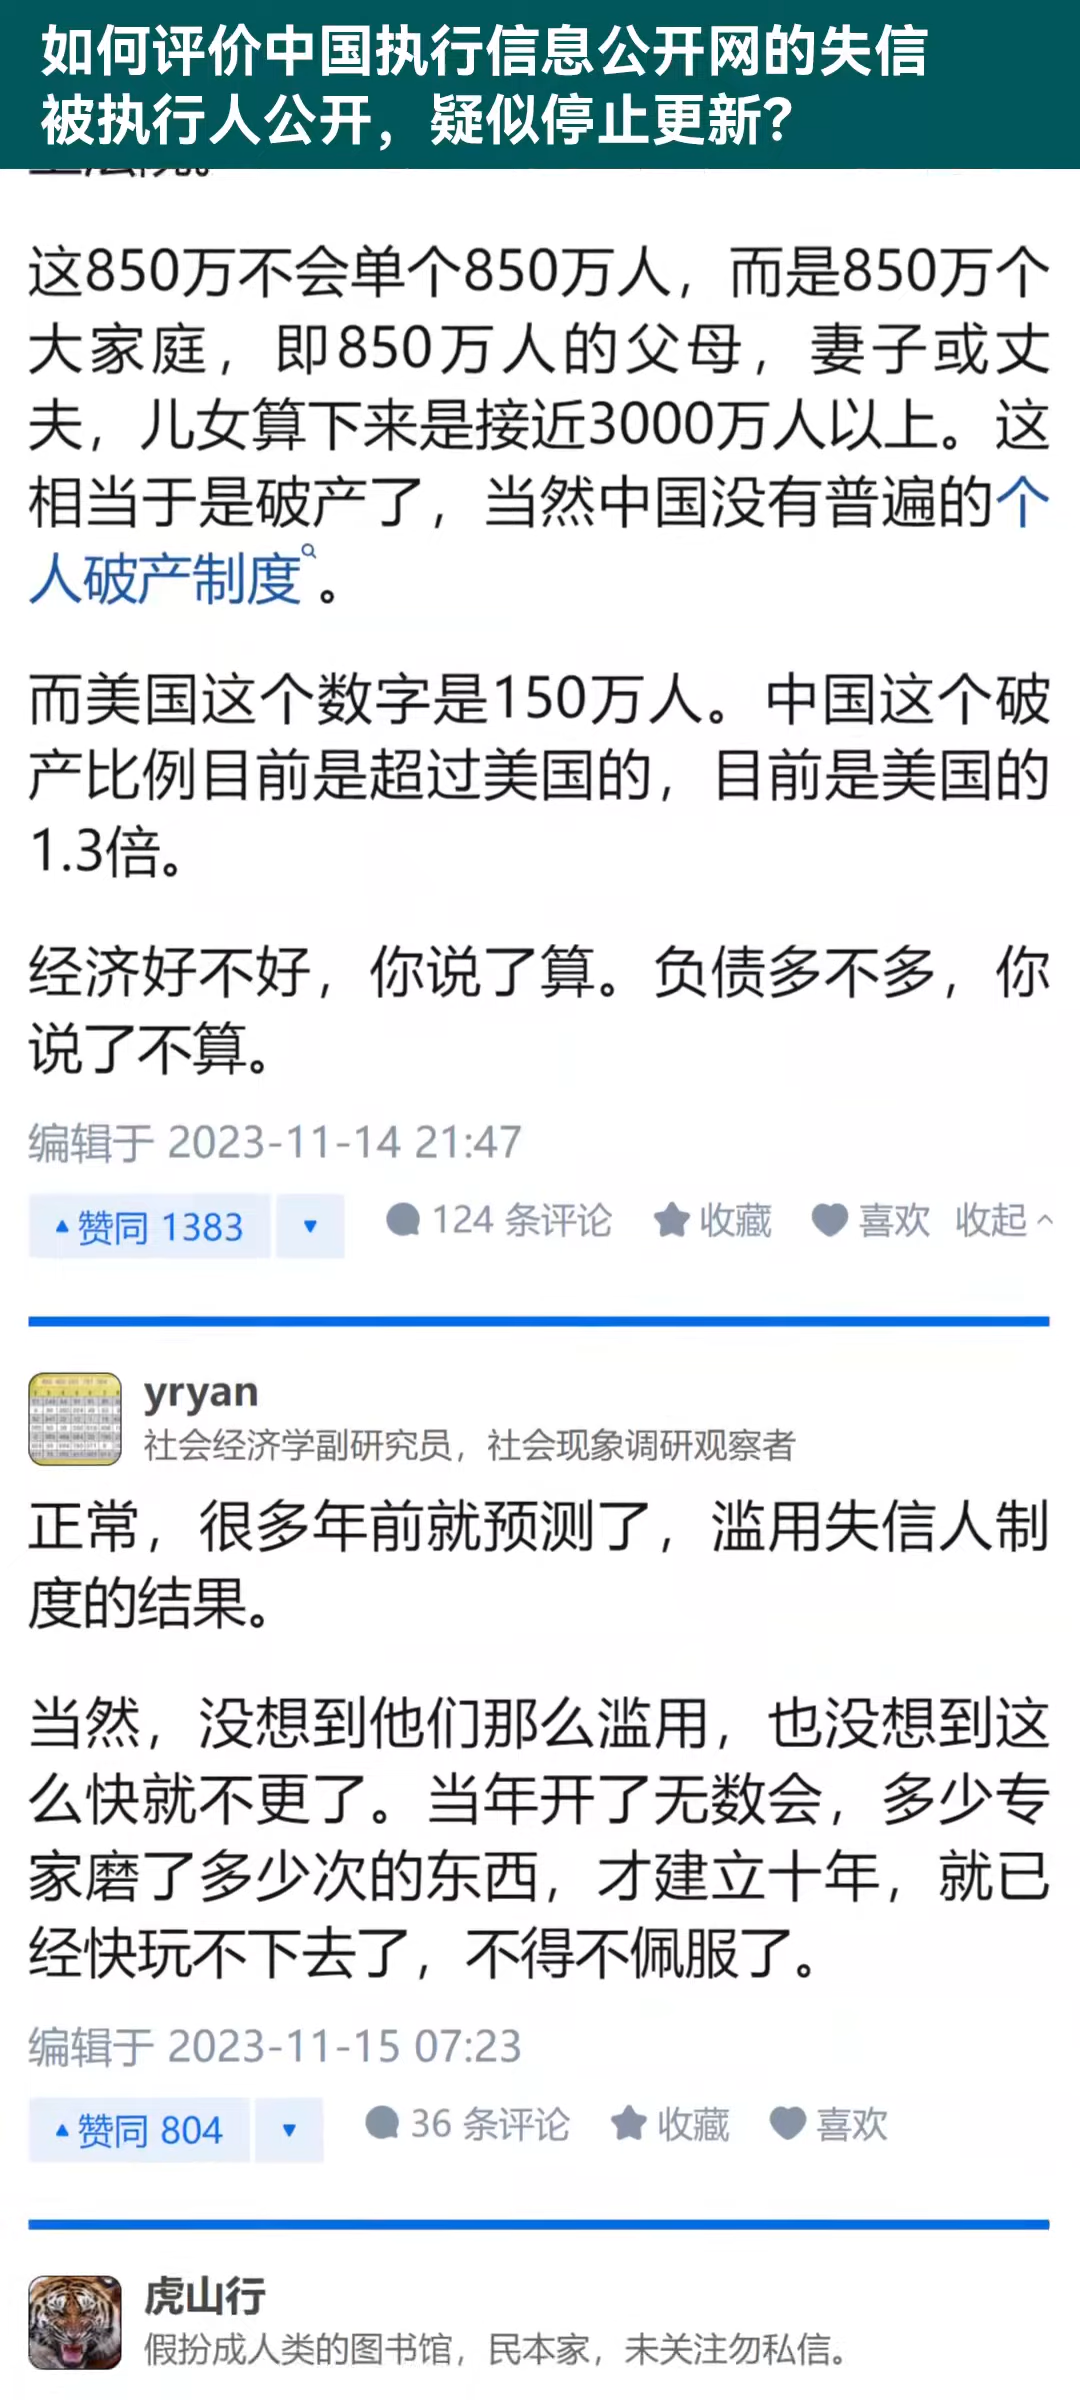 如何评价中国执行信息公开网的失信
被执行人公开，疑似停止更新？
这850万不会单个850万人，而是850万个
大家庭，即850万人的父母，妻子或丈
夫，儿女算下来是接近3000万人以上。这
相当于是破产了，当然中国没有普遍的个
人破产制度。
而美国这个数字是150万人。中国这个破
产比例目前是超过美国的，目前是美国的
1.3倍。
经济好不好，你说了算。负债多不多，你
说了不算。
编辑于 2023-11-14 21:47
赞同 1383 124 条评论 收藏 喜欢 收起
yryan
社会经济学副研究员，社会现象调研观察者
正常，很多年前就预测了，滥用失信人制
度的结果。
当然，没想到他们那么滥用，也没想到这
么快就不更了。当年开了无数会，多少专
家磨了多少次的东西，才建立十年，就已
经快玩不下去了，不得不佩服了。
编辑于 2023-11-15 07:23
赞同 804 36 条评论 收藏 喜欢
虎山行
假扮成人类的图书馆，民本家，未关注勿私信。